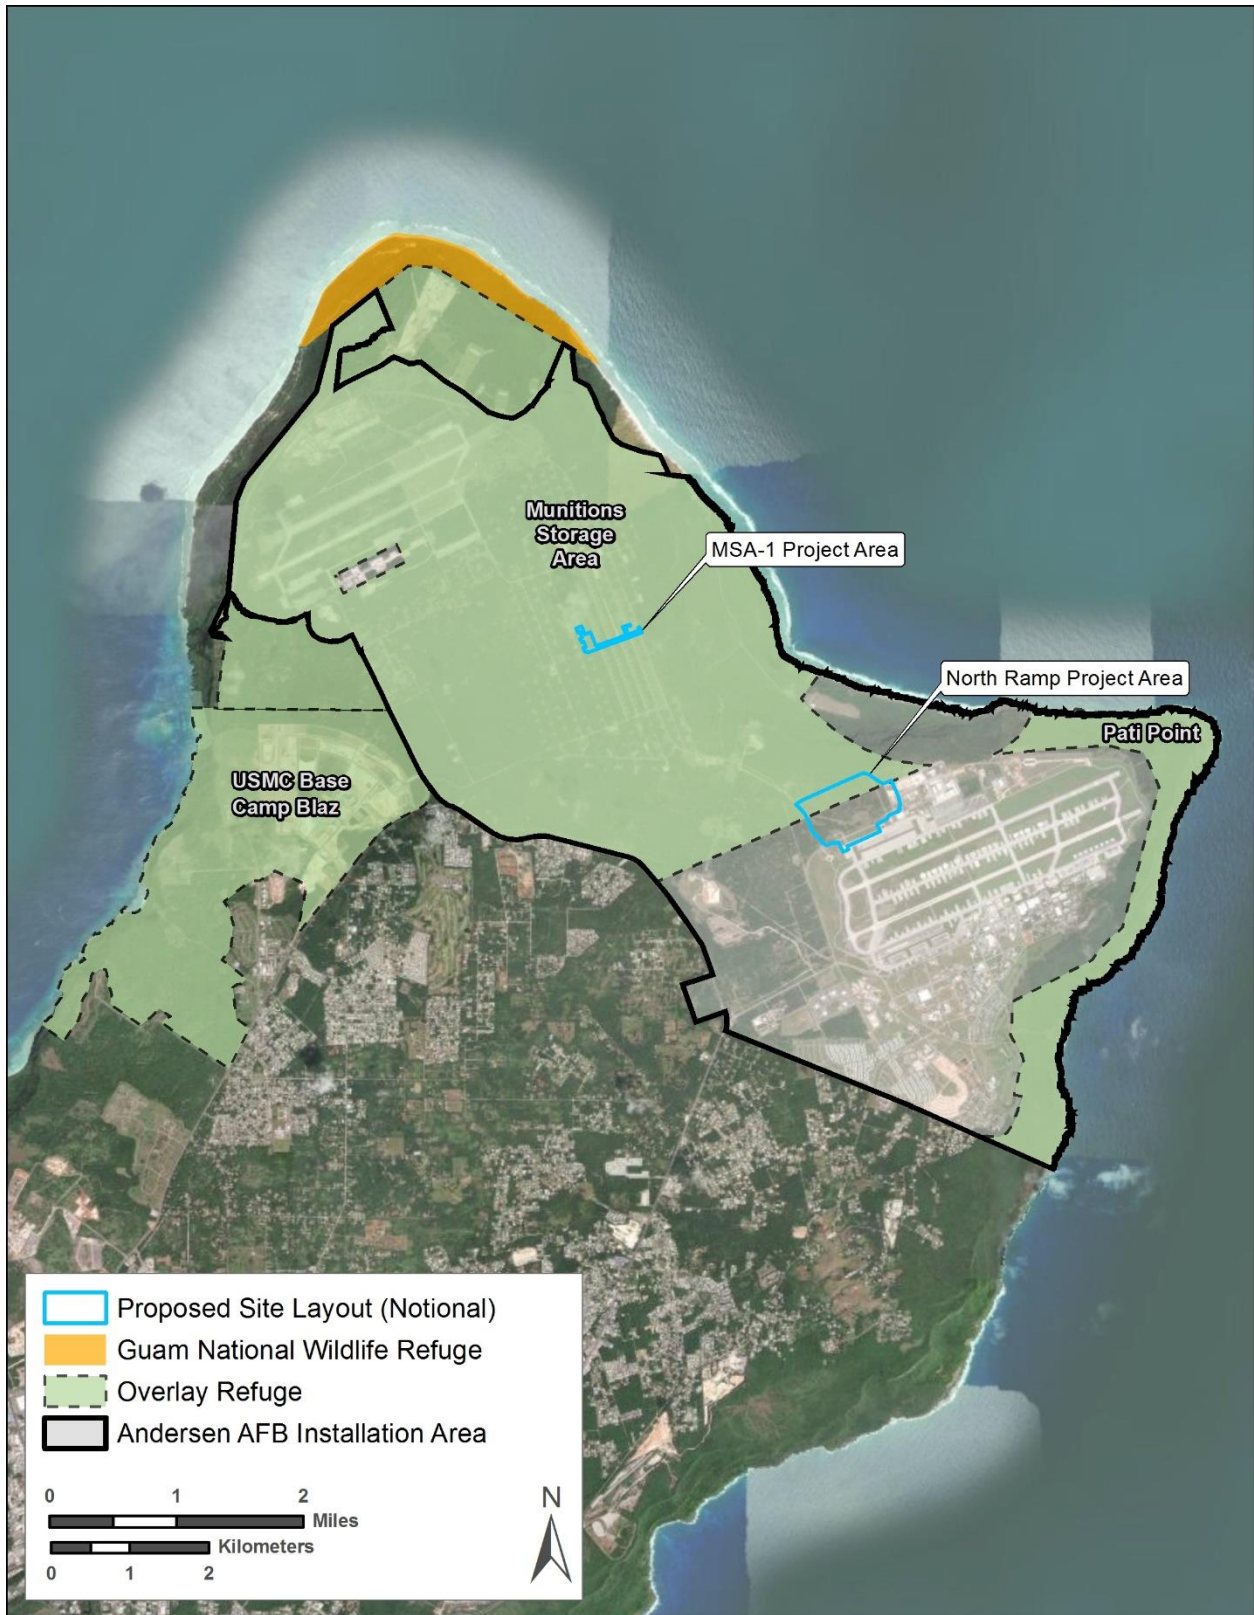 Munitions
Storage
Area
MSA-1 Project Area
North Ramp Project Area
Pati Point
USMC Base
Camp Blaz
Proposed Site Layout (Notional)
Guam National Wildlife Refuge
Overlay Refuge
Andersen AFB Installation Area
0 1 2
Miles
Kilometers
0 1 2
N